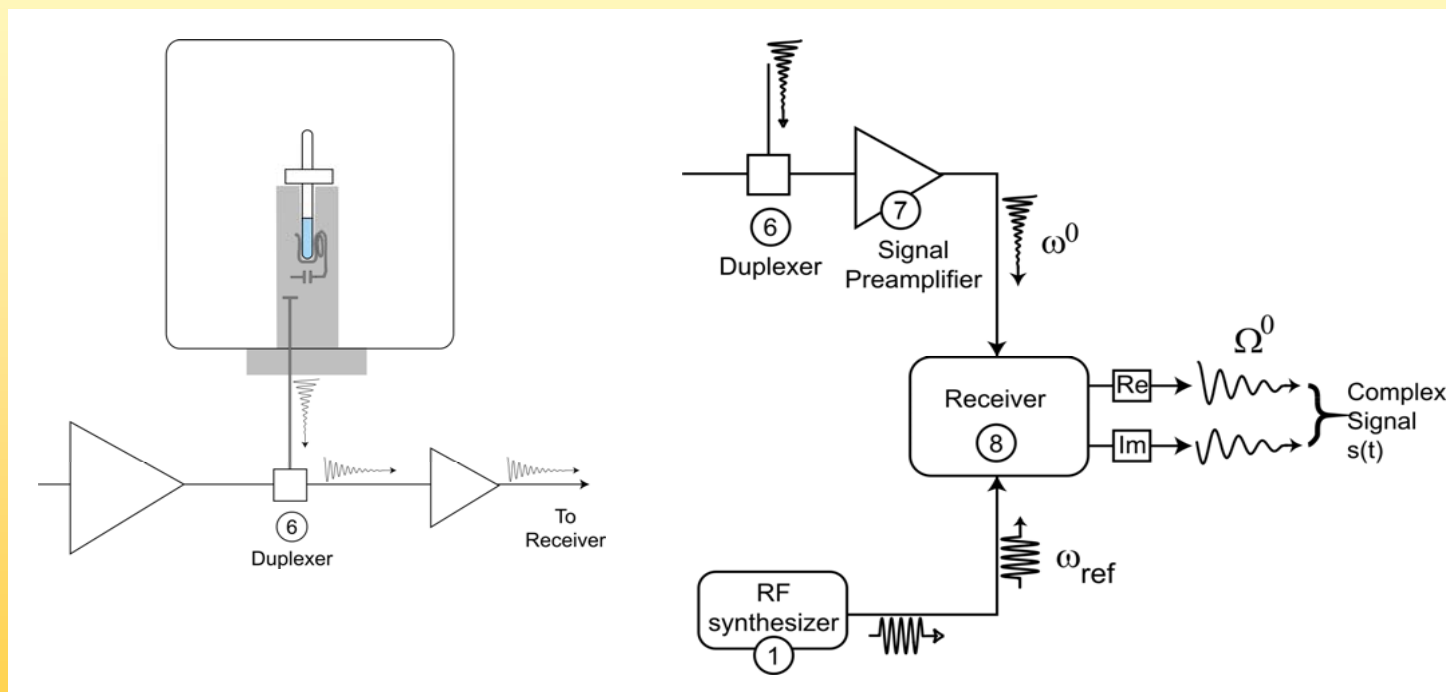 6
Duplexer
To
Receiver
6
Duplexer
7
Signal
Preamplifier
ω⁰
Receiver
8
Re
Im
Ω⁰
Complex
Signal
s(t)
ω_ref
RF
synthesizer
1